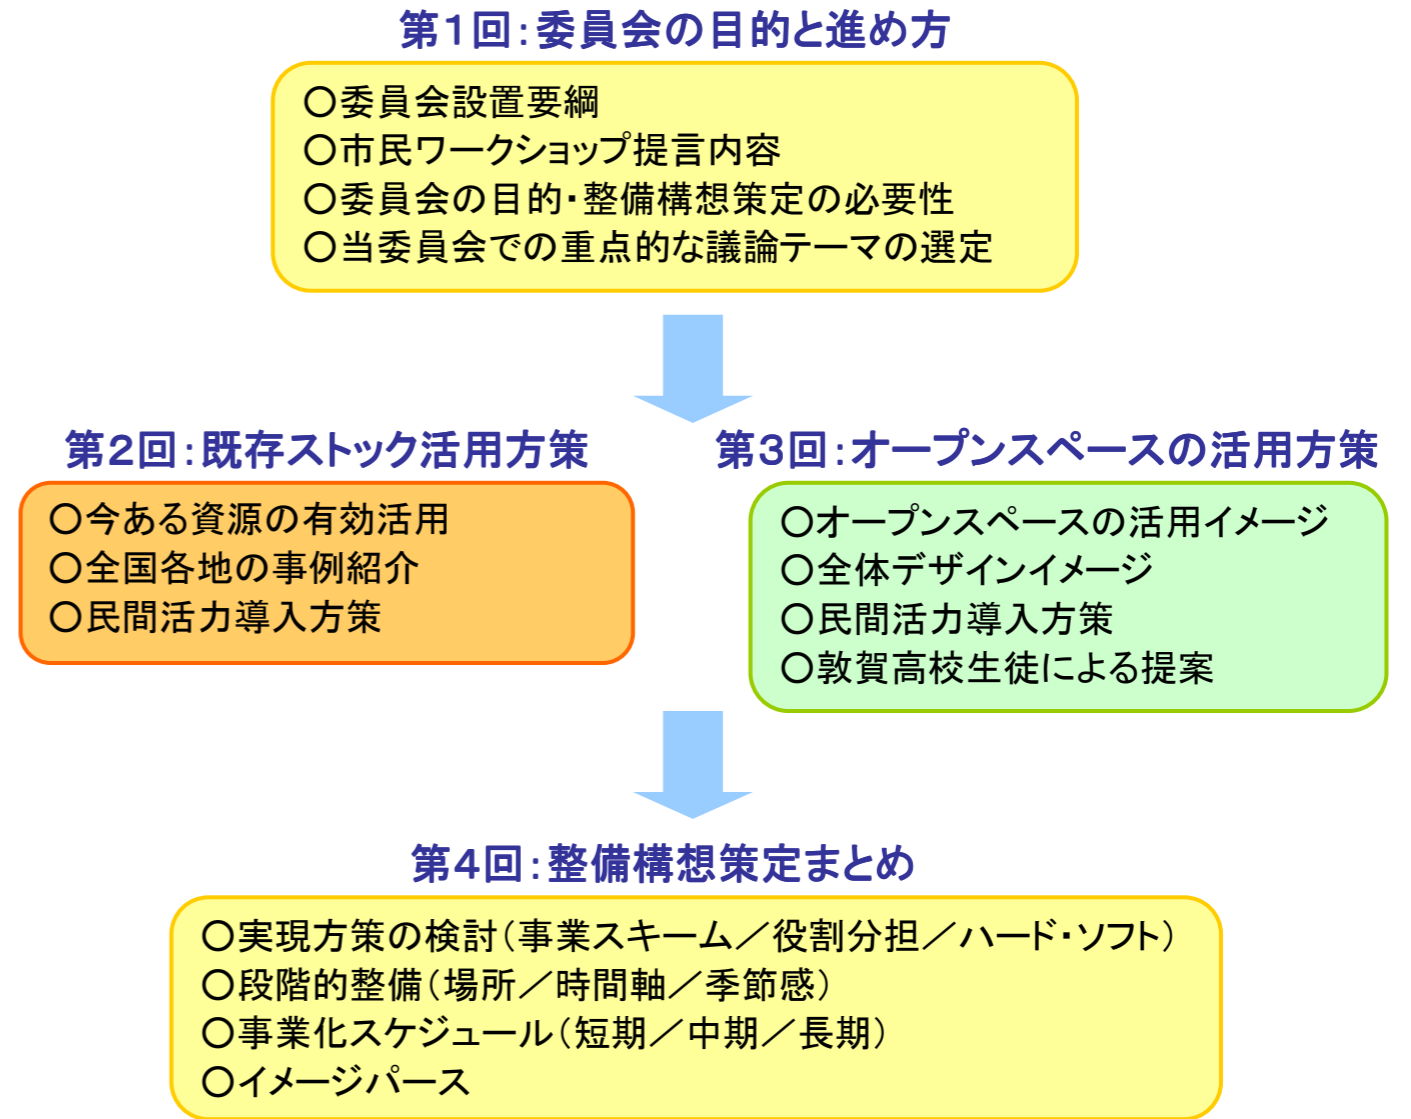 第1回:委員会の目的と進め方
○委員会設置要綱
○市民ワークショップ提言内容
○委員会の目的・整備構想策定の必要性
○当委員会での重点的な議論テーマの選定
第2回:既存ストック活用方策
○今ある資源の有効活用
○全国各地の事例紹介
○民間活力導入方策
第3回:オープンスペースの活用方策
○オープンスペースの活用イメージ
○全体デザインイメージ
○民間活力導入方策
○敦賀高校生徒による提案
第4回:整備構想策定まとめ
○実現方策の検討(事業スキーム／役割分担／ハード・ソフト)
○段階的整備(場所／時間軸／季節感)
○事業化スケジュール(短期／中期／長期)
○イメージパース